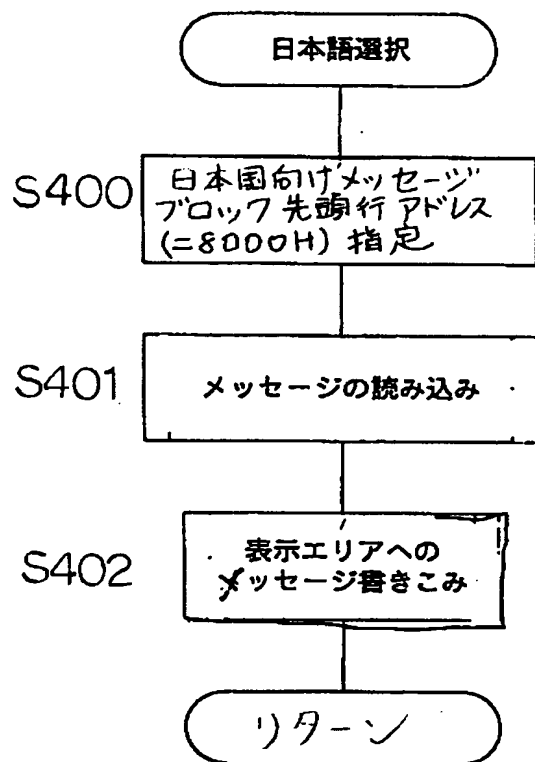 日本語選択
S400
日本国向けメッセージ
ブロック先頭行アドレス
(=8000H) 指定
S401
メッセージの読み込み
S402
表示エリアへの
メッセージ書きこみ
リターン